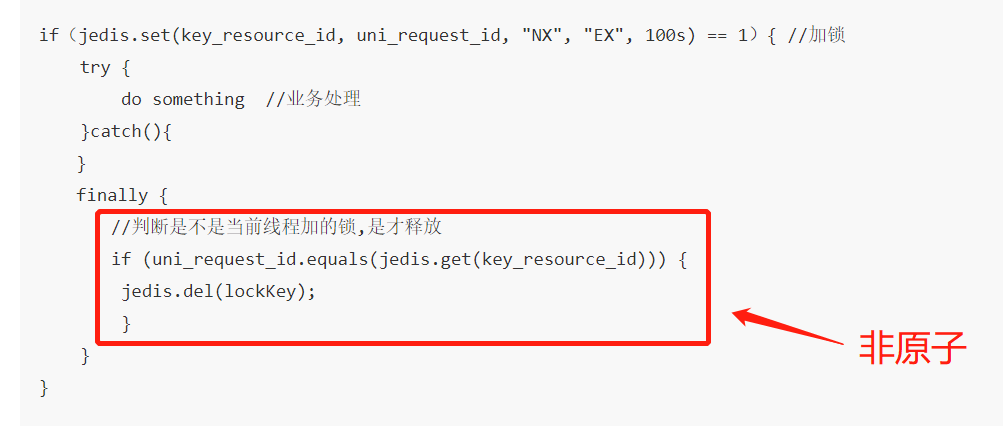 if（jedis.set(key_resource_id, uni_request_id, "NX", "EX", 100s) == 1）{ //加锁
try {
do something //业务处理
}catch(){
}
finally {
//判断是不是当前线程加的锁,是才释放
if (uni_request_id.equals(jedis.get(key_resource_id))) {
jedis.del(lockKey);
}
非原子
}
}